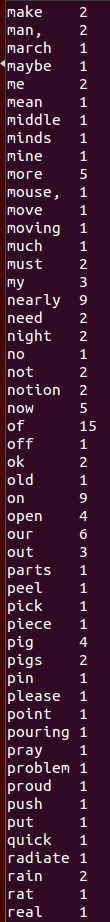 make 2
man, 2
march 1
maybe 1
me 2
mean 1
middle 1
minds 1
mine 1
more 5
mouse, 1
move 1
moving 1
much 1
must 2
my 3
nearly 9
need 2
night 2
no 1
not 2
notion 2
now 5
of 15
off 1
ok 2
old 1
on 9
open 4
our 6
out 3
parts 1
peel 1
pick 1
piece 1
pig 4
pigs 2
pin 1
please 1
point 1
pouring 1
pray 1
problem 1
proud 1
push 1
put 1
quick 1
radiate 1
rain 2
rat 1
real 1